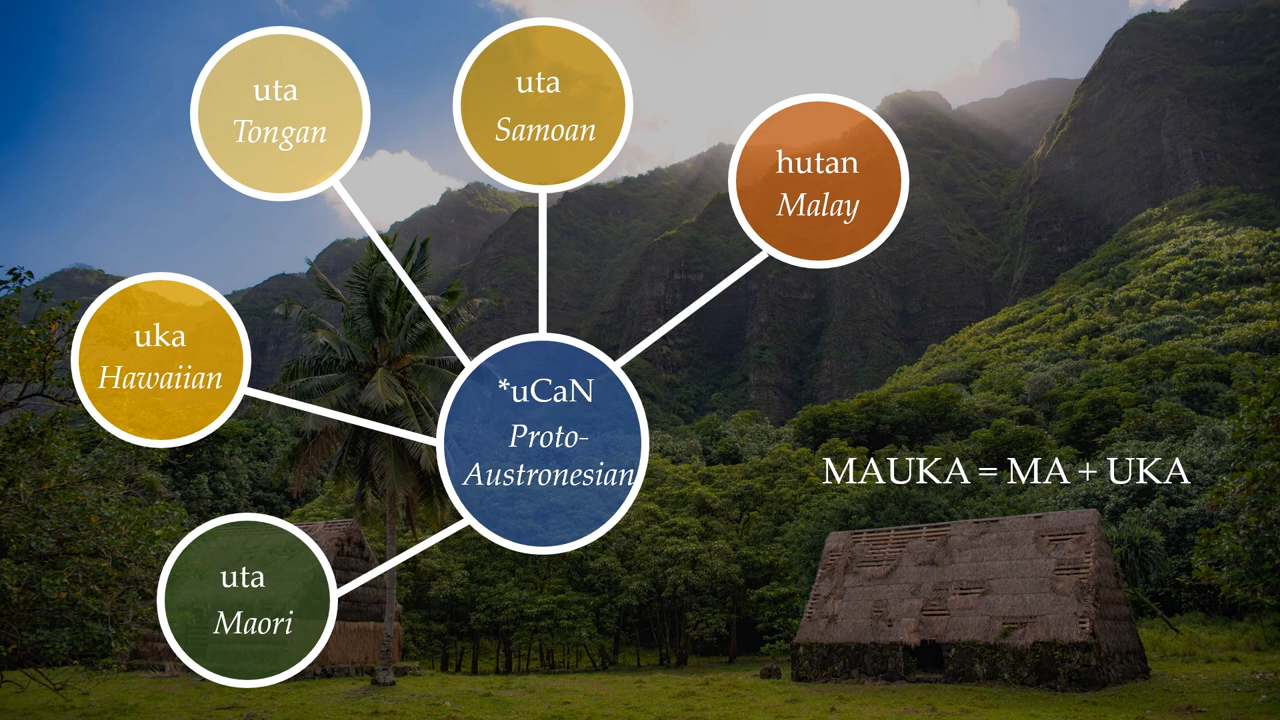 uta
Tongan
uta
Samoan
hutan
Malay
uka
Hawaiian
*uCaN
Proto-
Austronesian
uta
Maori
MAUKA = MA + UKA